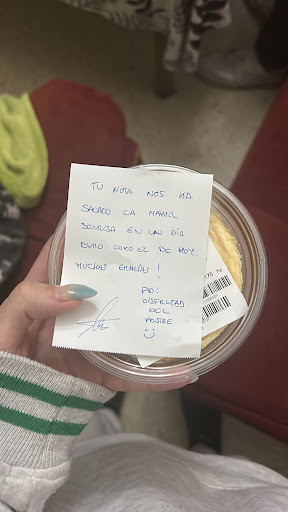 TU NOTA NOS HA
SACADO LA MAYOR
SONRISA EN UN DÍA
DURO COMO EL DE HOY.
MUCHAS GRACIAS!
PD:
DISFRUTAD
DEL
POSTRE